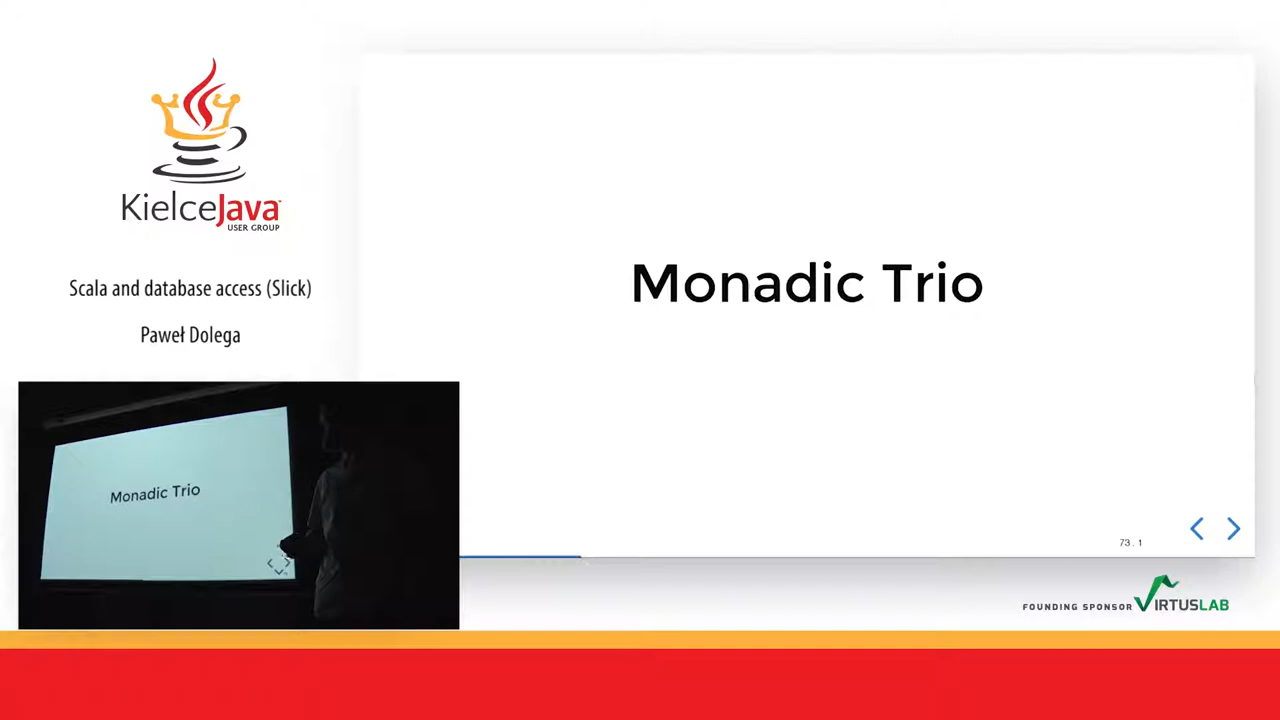 KielceJava
USER GROUP
Scala and database access (Slick)
Paweł Dolega
Monadic Trio
Monadic Trio
73.1
FOUNDING SPONSOR VIRTUSLAB